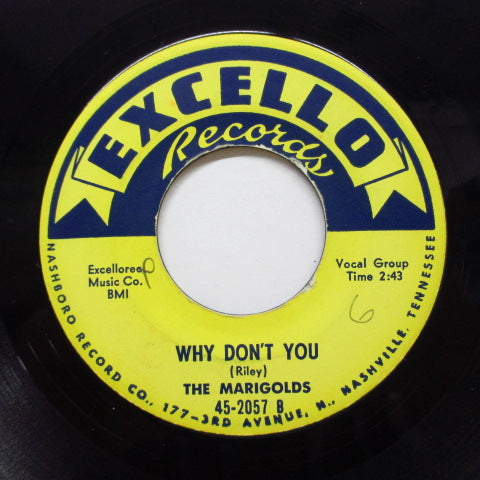 EXCELLO
Records
Excellorec
Music Co.
BMI
P
Vocal Group
Time 2:43
6
WHY DON'T YOU
(Riley)
THE MARIGOLDS
45-2057 B
NASHBORO RECORD CO., 177-3RD AVENUE, N., NASHVILLE, TENNESSEE